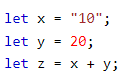 let x = "10";
let y = 20;
let z = x + y;